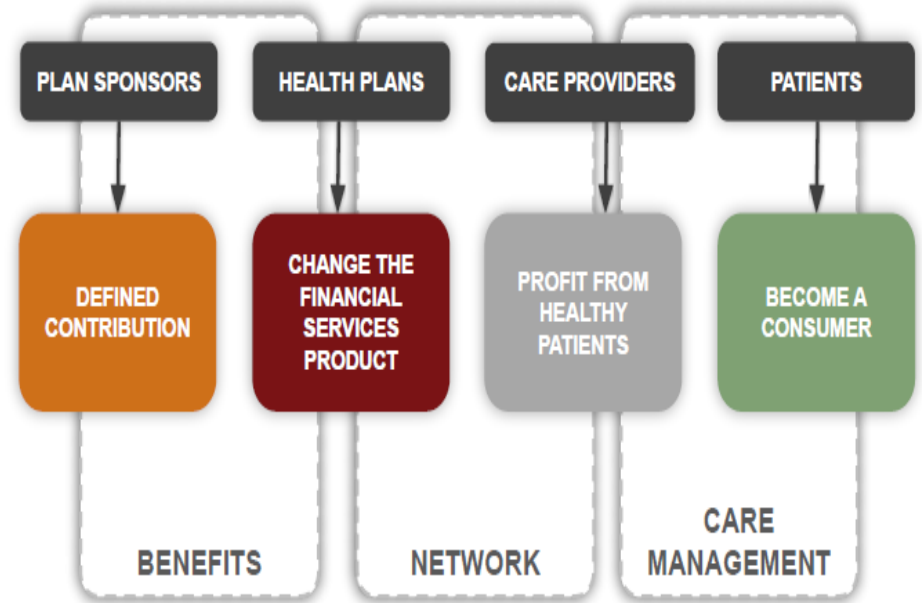 PLAN SPONSORS
HEALTH PLANS
CARE PROVIDERS
PATIENTS
DEFINED
CONTRIBUTION
CHANGE THE
FINANCIAL
SERVICES
PRODUCT
PROFIT FROM
HEALTHY
PATIENTS
BECOME A
CONSUMER
BENEFITS
NETWORK
CARE
MANAGEMENT